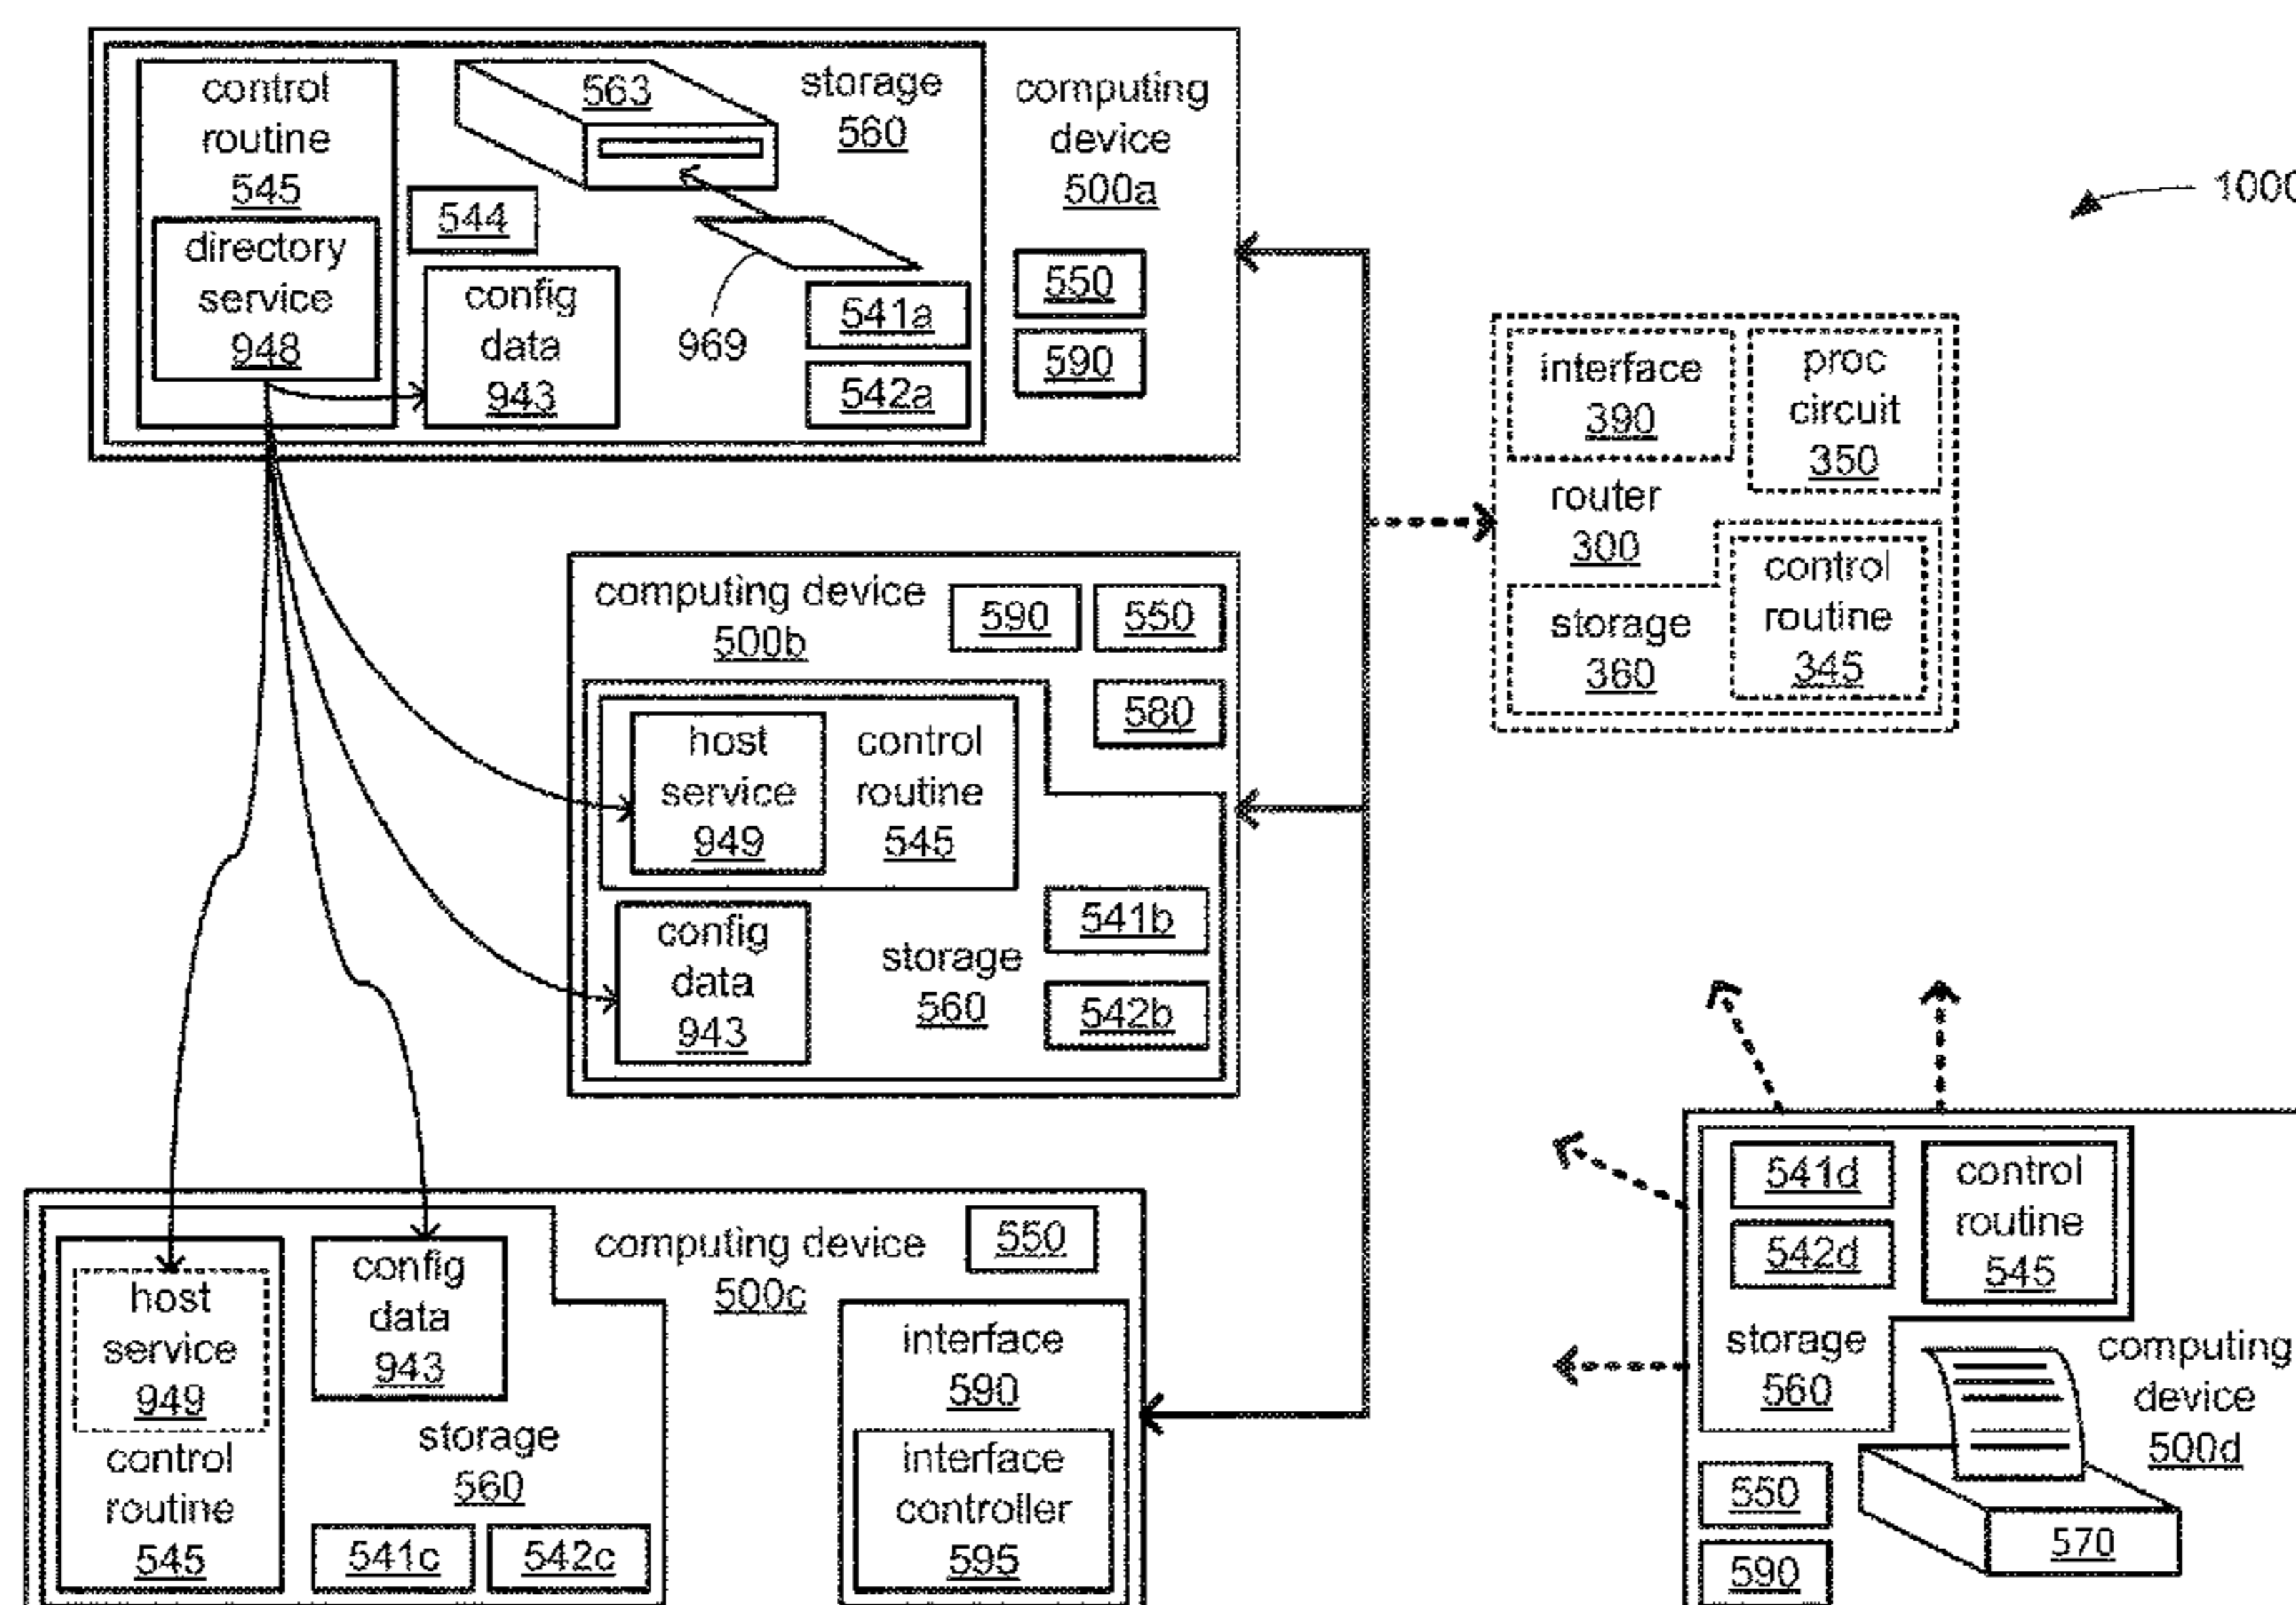 control
routine
545
directory
service
948
544
config
data
943
563
storage
560
969
541a
542a
computing
device
500a
550
590
1000
interface
390
proc
circuit
350
router
300
storage
360
control
routine
345
computing device
500b
590
550
580
host
service
949
control
routine
545
config
data
943
storage
560
541b
542b
host
service
949
control
routine
545
config
data
943
storage
560
541c
542c
computing device
500c
550
interface
590
interface
controller
595
541d
542d
control
routine
545
storage
560
computing
device
500d
550
590
570